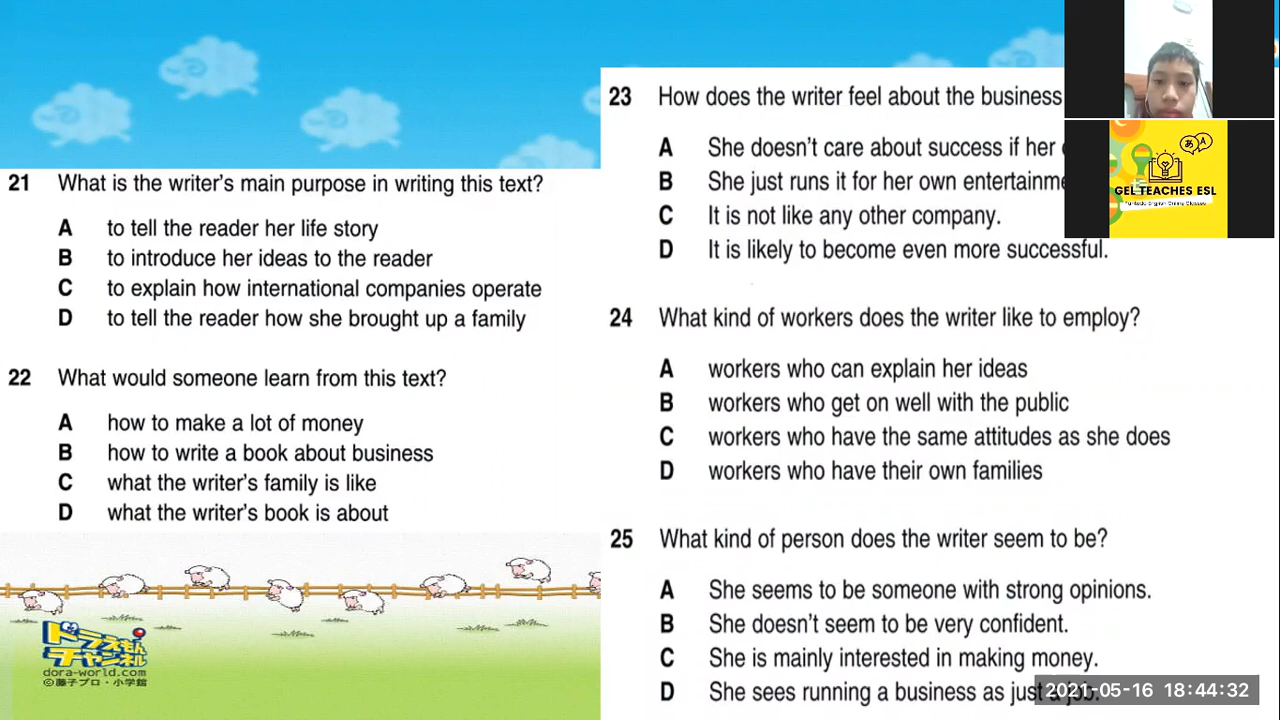 21 What is the writer's main purpose in writing this text?
A to tell the reader her life story
B to introduce her ideas to the reader
C to explain how international companies operate
D to tell the reader how she brought up a family
22 What would someone learn from this text?
A how to make a lot of money
B how to write a book about business
C what the writer's family is like
D what the writer's book is about
ドラえもん
チャンネル
dora-world.com
©藤子プロ・小学館
23 How does the writer feel about the business
A She doesn't care about success if her
B She just runs it for her own
C It is not like any other company.
D It is likely to become even more successful.
24 What kind of workers does the writer like to employ?
A workers who can explain her ideas
B workers who get on well with the public
C workers who have the same attitudes as she does
D workers who have their own families
25 What kind of person does the writer seem to be?
A She seems to be someone with strong opinions.
B She doesn't seem to be very confident.
C She is mainly interested in making money.
D She sees running a business as just a job.
あ A
GEL TEACHES ESL
2021-05-16 18:44:32